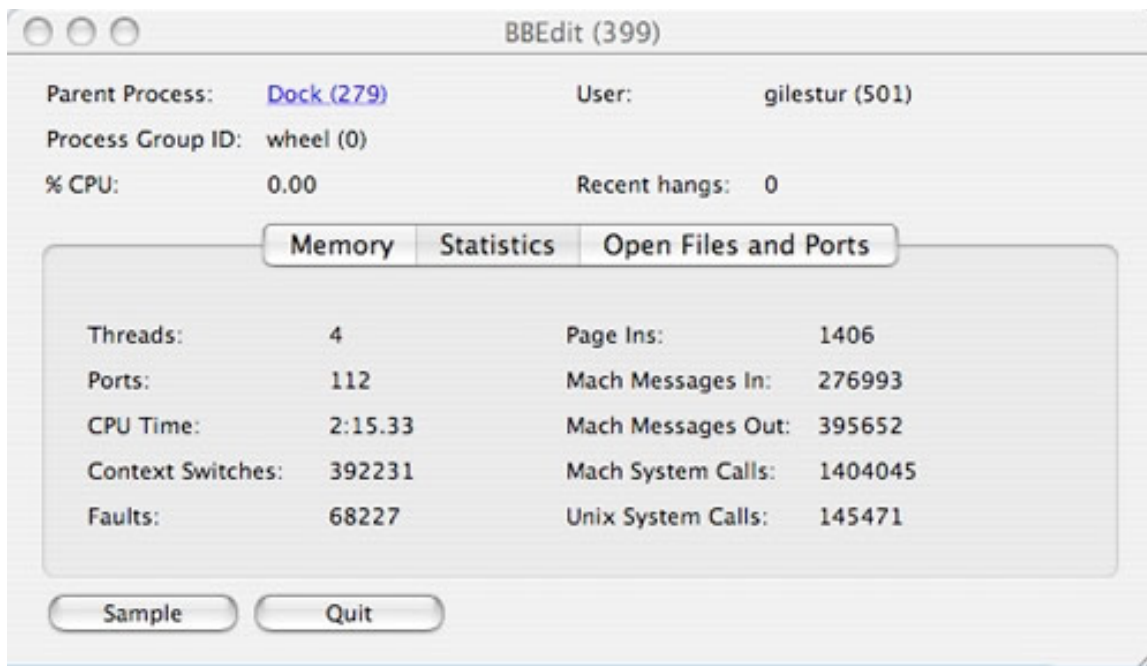 BBEdit (399)
Parent Process: Dock (279) User: gilestur (501)
Process Group ID: wheel (0)
% CPU: 0.00 Recent hangs: 0
Memory Statistics Open Files and Ports
Threads: 4 Page Ins: 1406
Ports: 112 Mach Messages In: 276993
CPU Time: 2:15.33 Mach Messages Out: 395652
Context Switches: 392231 Mach System Calls: 1404045
Faults: 68227 Unix System Calls: 145471
Sample Quit